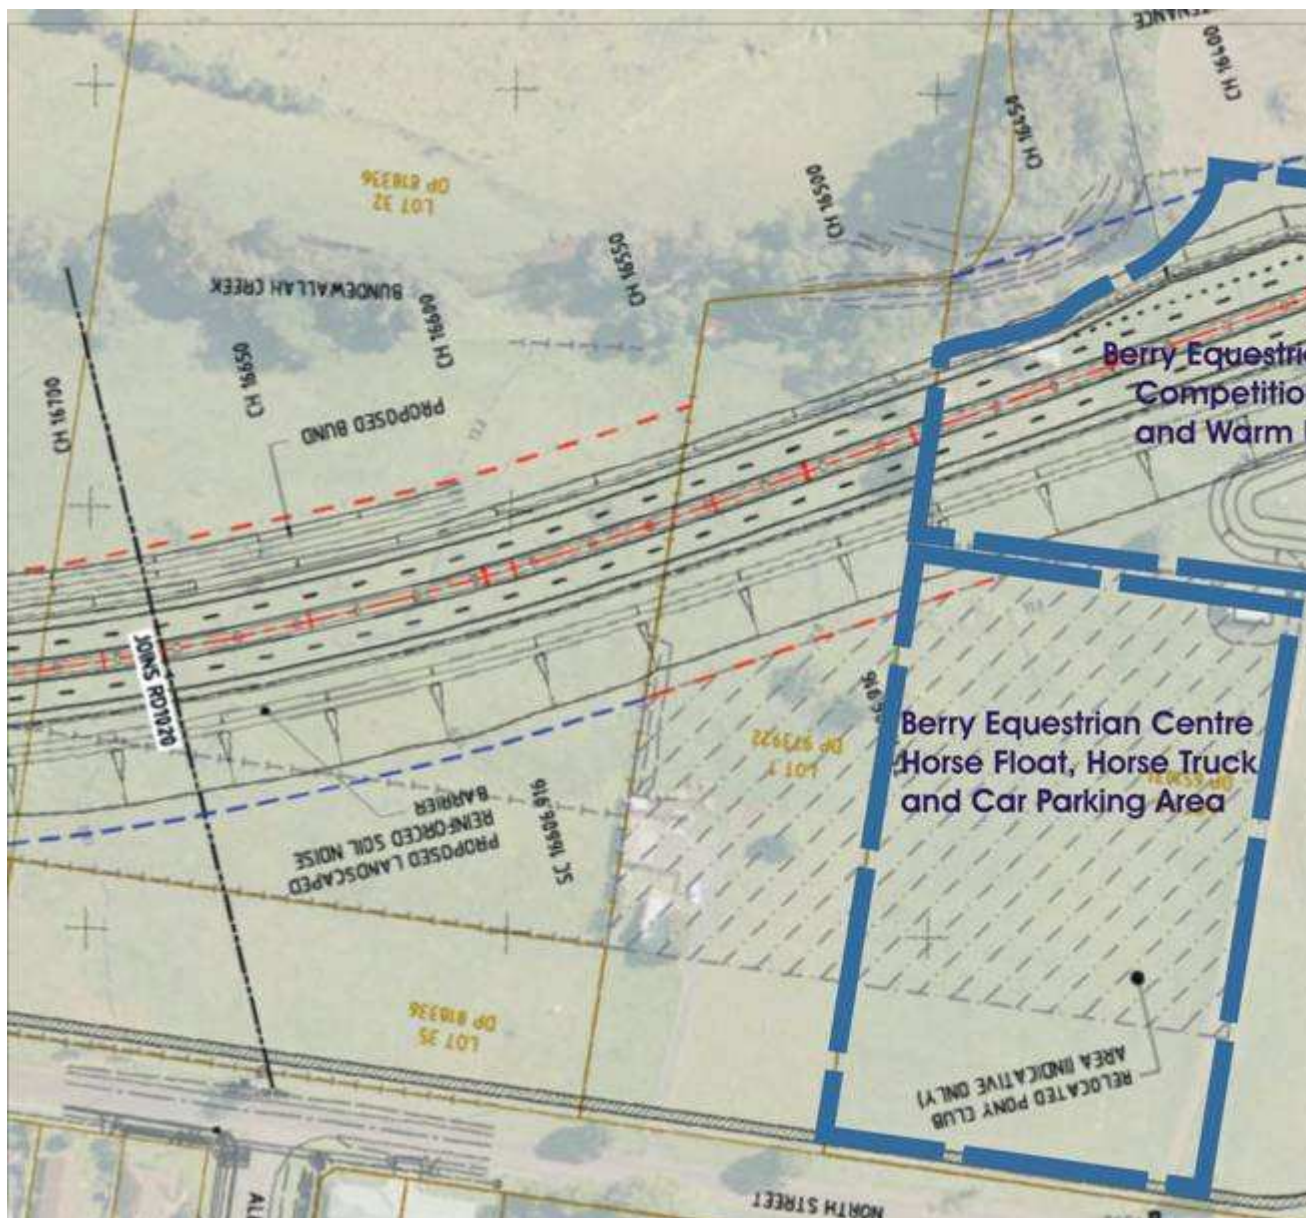 CH 16400
CH 16450
CH 16500
LOT 32
DP 818336
CH 16550
BUNDEWALLAH CREEK
CH 16600
CH 16650
CH 16700
PROPOSED BUND
Berry Equestri
Competitio
and Warm
JOINS RD1020
Berry Equestrian Centre
Horse Float, Horse Truck
and Car Parking Area
LOT 1
DP 973922
PROPOSED LANDSCAPED
REINFORCED SOIL NOISE
BARRIER
SC 16606.916
LOT 35
DP 818336
RELOCATED PONY CLUB
AREA (INDICATIVE ONLY)
NORTH STREET